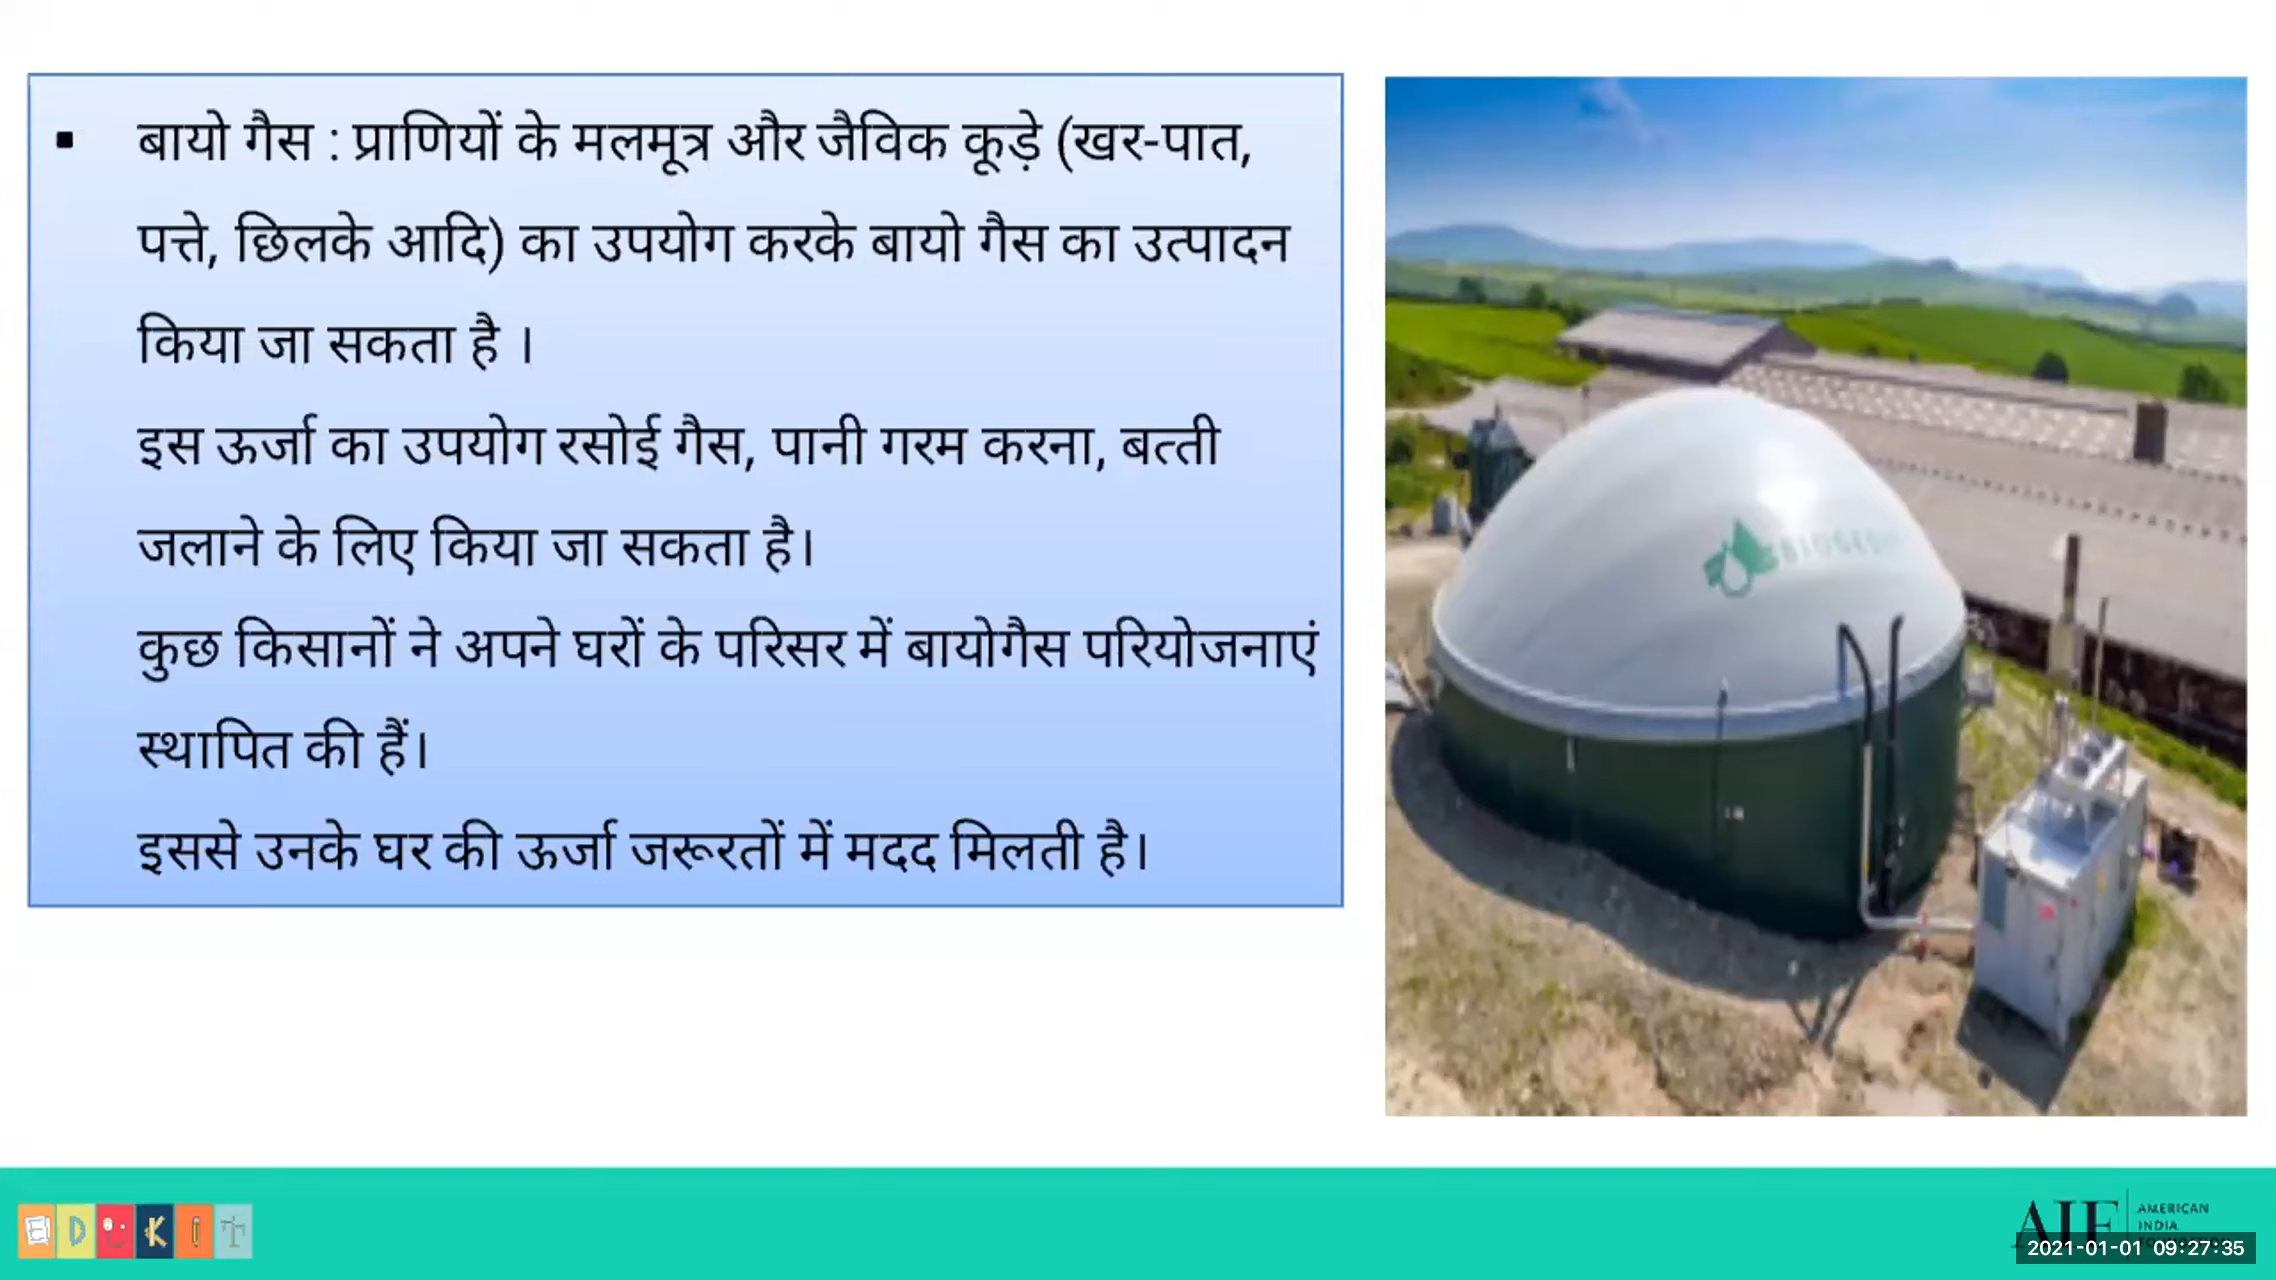 ▪ बायो गैस : प्राणियों के मलमूत्र और जैविक कूड़े (खर-पात,
पत्ते, छिलके आदि) का उपयोग करके बायो गैस का उत्पादन
किया जा सकता है ।
इस ऊर्जा का उपयोग रसोई गैस, पानी गरम करना, बत्ती
जलाने के लिए किया जा सकता है।
कुछ किसानों ने अपने घरों के परिसर में बायोगैस परियोजनाएं
स्थापित की हैं।
इससे उनके घर की ऊर्जा जरूरतों में मदद मिलती है।
EDUKIT
AIF
AMERICAN
INDIA
2021-01-01 09:27:35